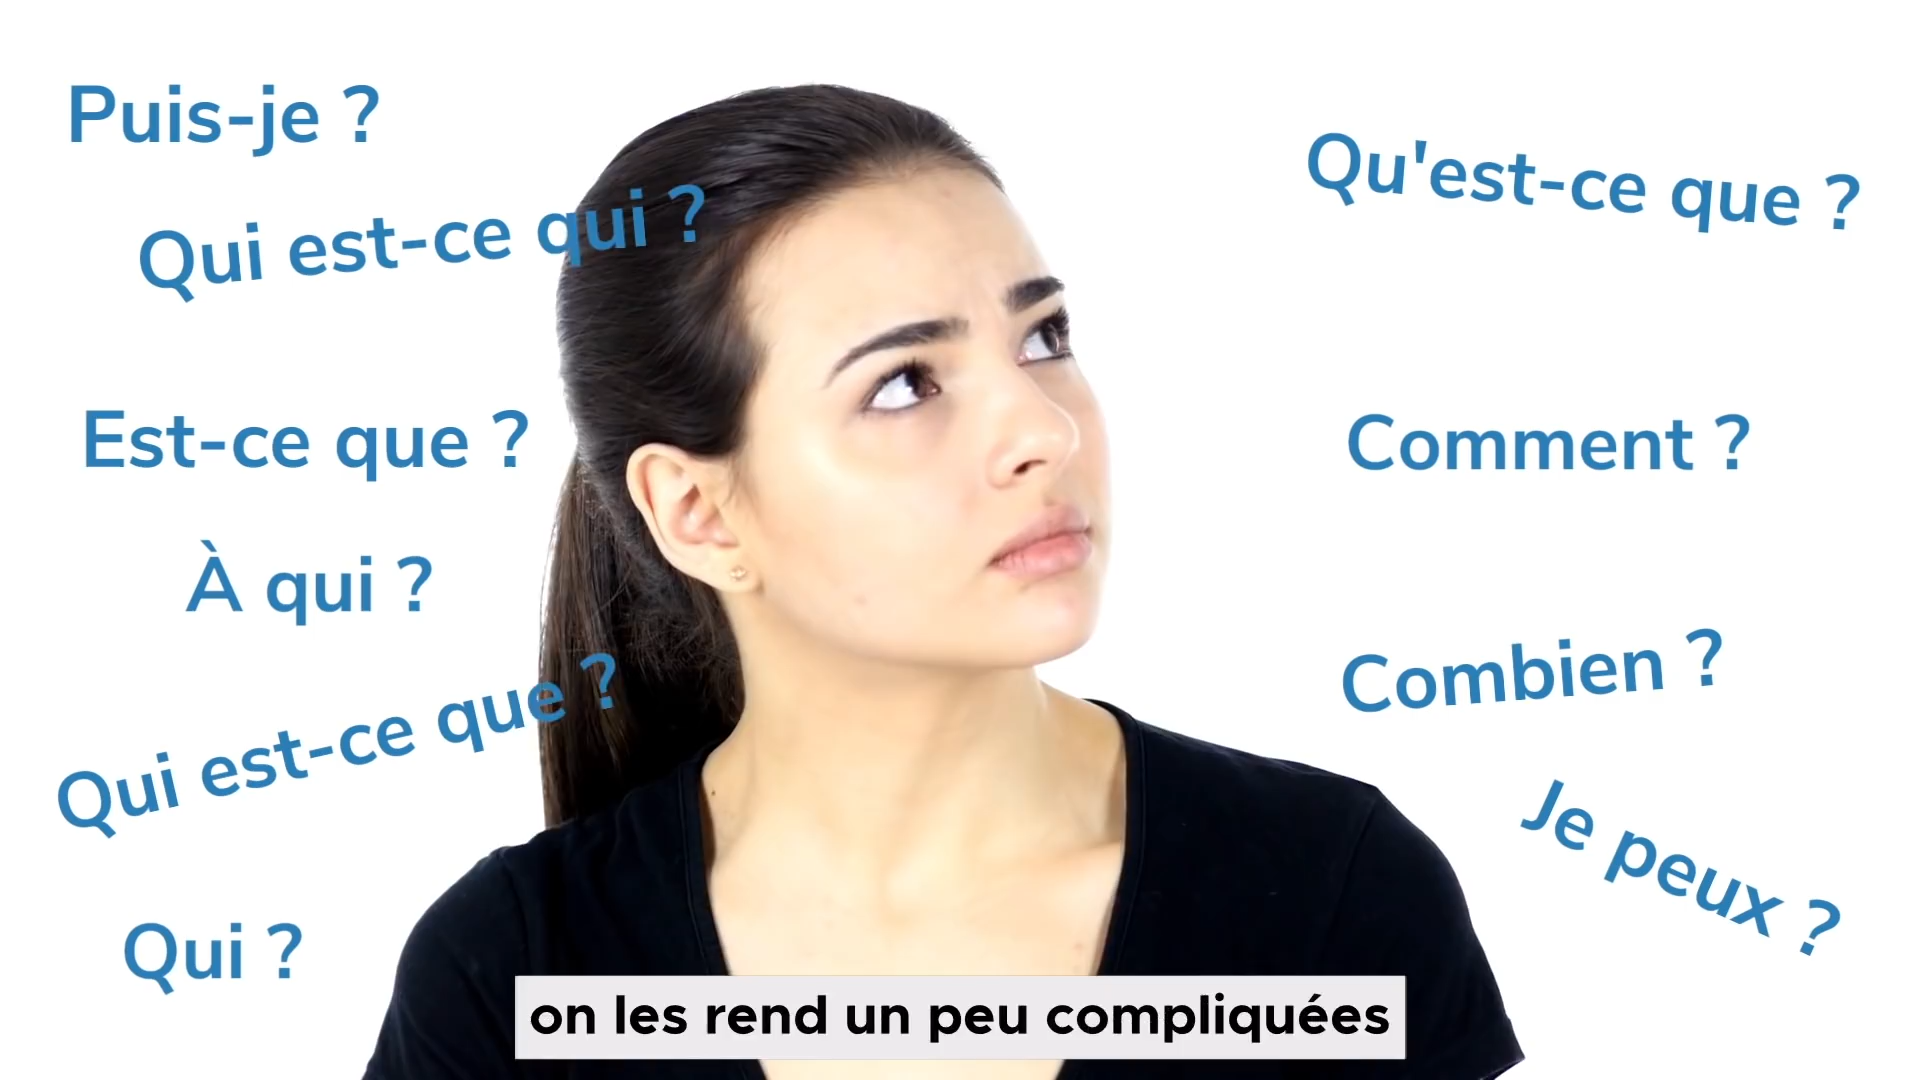 Puis-je ?
Qui est-ce qui ?
Est-ce que ?
À qui ?
Qui est-ce que ?
Qui ?
Qu'est-ce que ?
Comment ?
Combien ?
Je peux ?
on les rend un peu compliquées